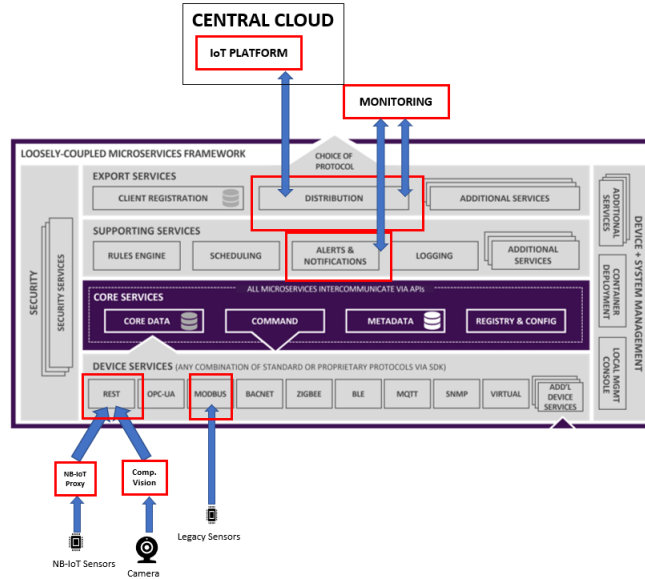 CENTRAL CLOUD
IoT PLATFORM
MONITORING
LOOSELY-COUPLED MICROSERVICES FRAMEWORK
CHOICE OF
PROTOCOL
EXPORT SERVICES
CLIENT REGISTRATION
DISTRIBUTION
ADDITIONAL SERVICES
SUPPORTING SERVICES
RULES ENGINE
SCHEDULING
ALERTS &
NOTIFICATIONS
LOGGING
ADDITIONAL
SERVICES
ALL MICROSERVICES INTERCOMMUNICATE VIA APIs
CORE SERVICES
CORE DATA
COMMAND
METADATA
REGISTRY & CONFIG
DEVICE SERVICES (ANY COMBINATION OF STANDARD OR PROPRIETARY PROTOCOLS VIA SDK)
REST
OPC-UA
MODBUS
BACNET
ZIGBEE
BLE
MQTT
SNMP
VIRTUAL
ADD'L
DEVICE
SERVICES
SECURITY
SECURITY SERVICES
ADDITIONAL
SERVICES
CONTAINER
DEPLOYMENT
LOCAL MGMT
CONSOLE
DEVICE + SYSTEM MANAGEMENT
NB-IoT
Proxy
Comp.
Vision
NB-IoT Sensors
Camera
Legacy Sensors